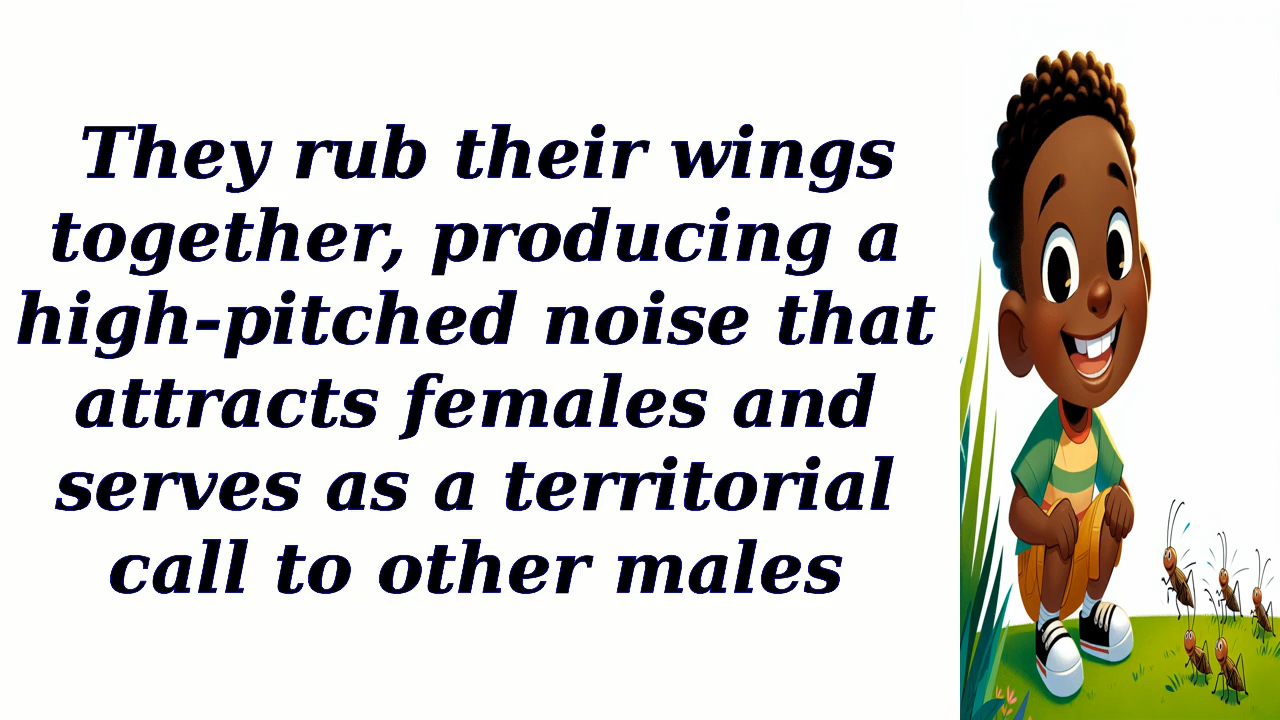 They rub their wings
together, producing a
high-pitched noise that
attracts females and
serves as a territorial
call to other males